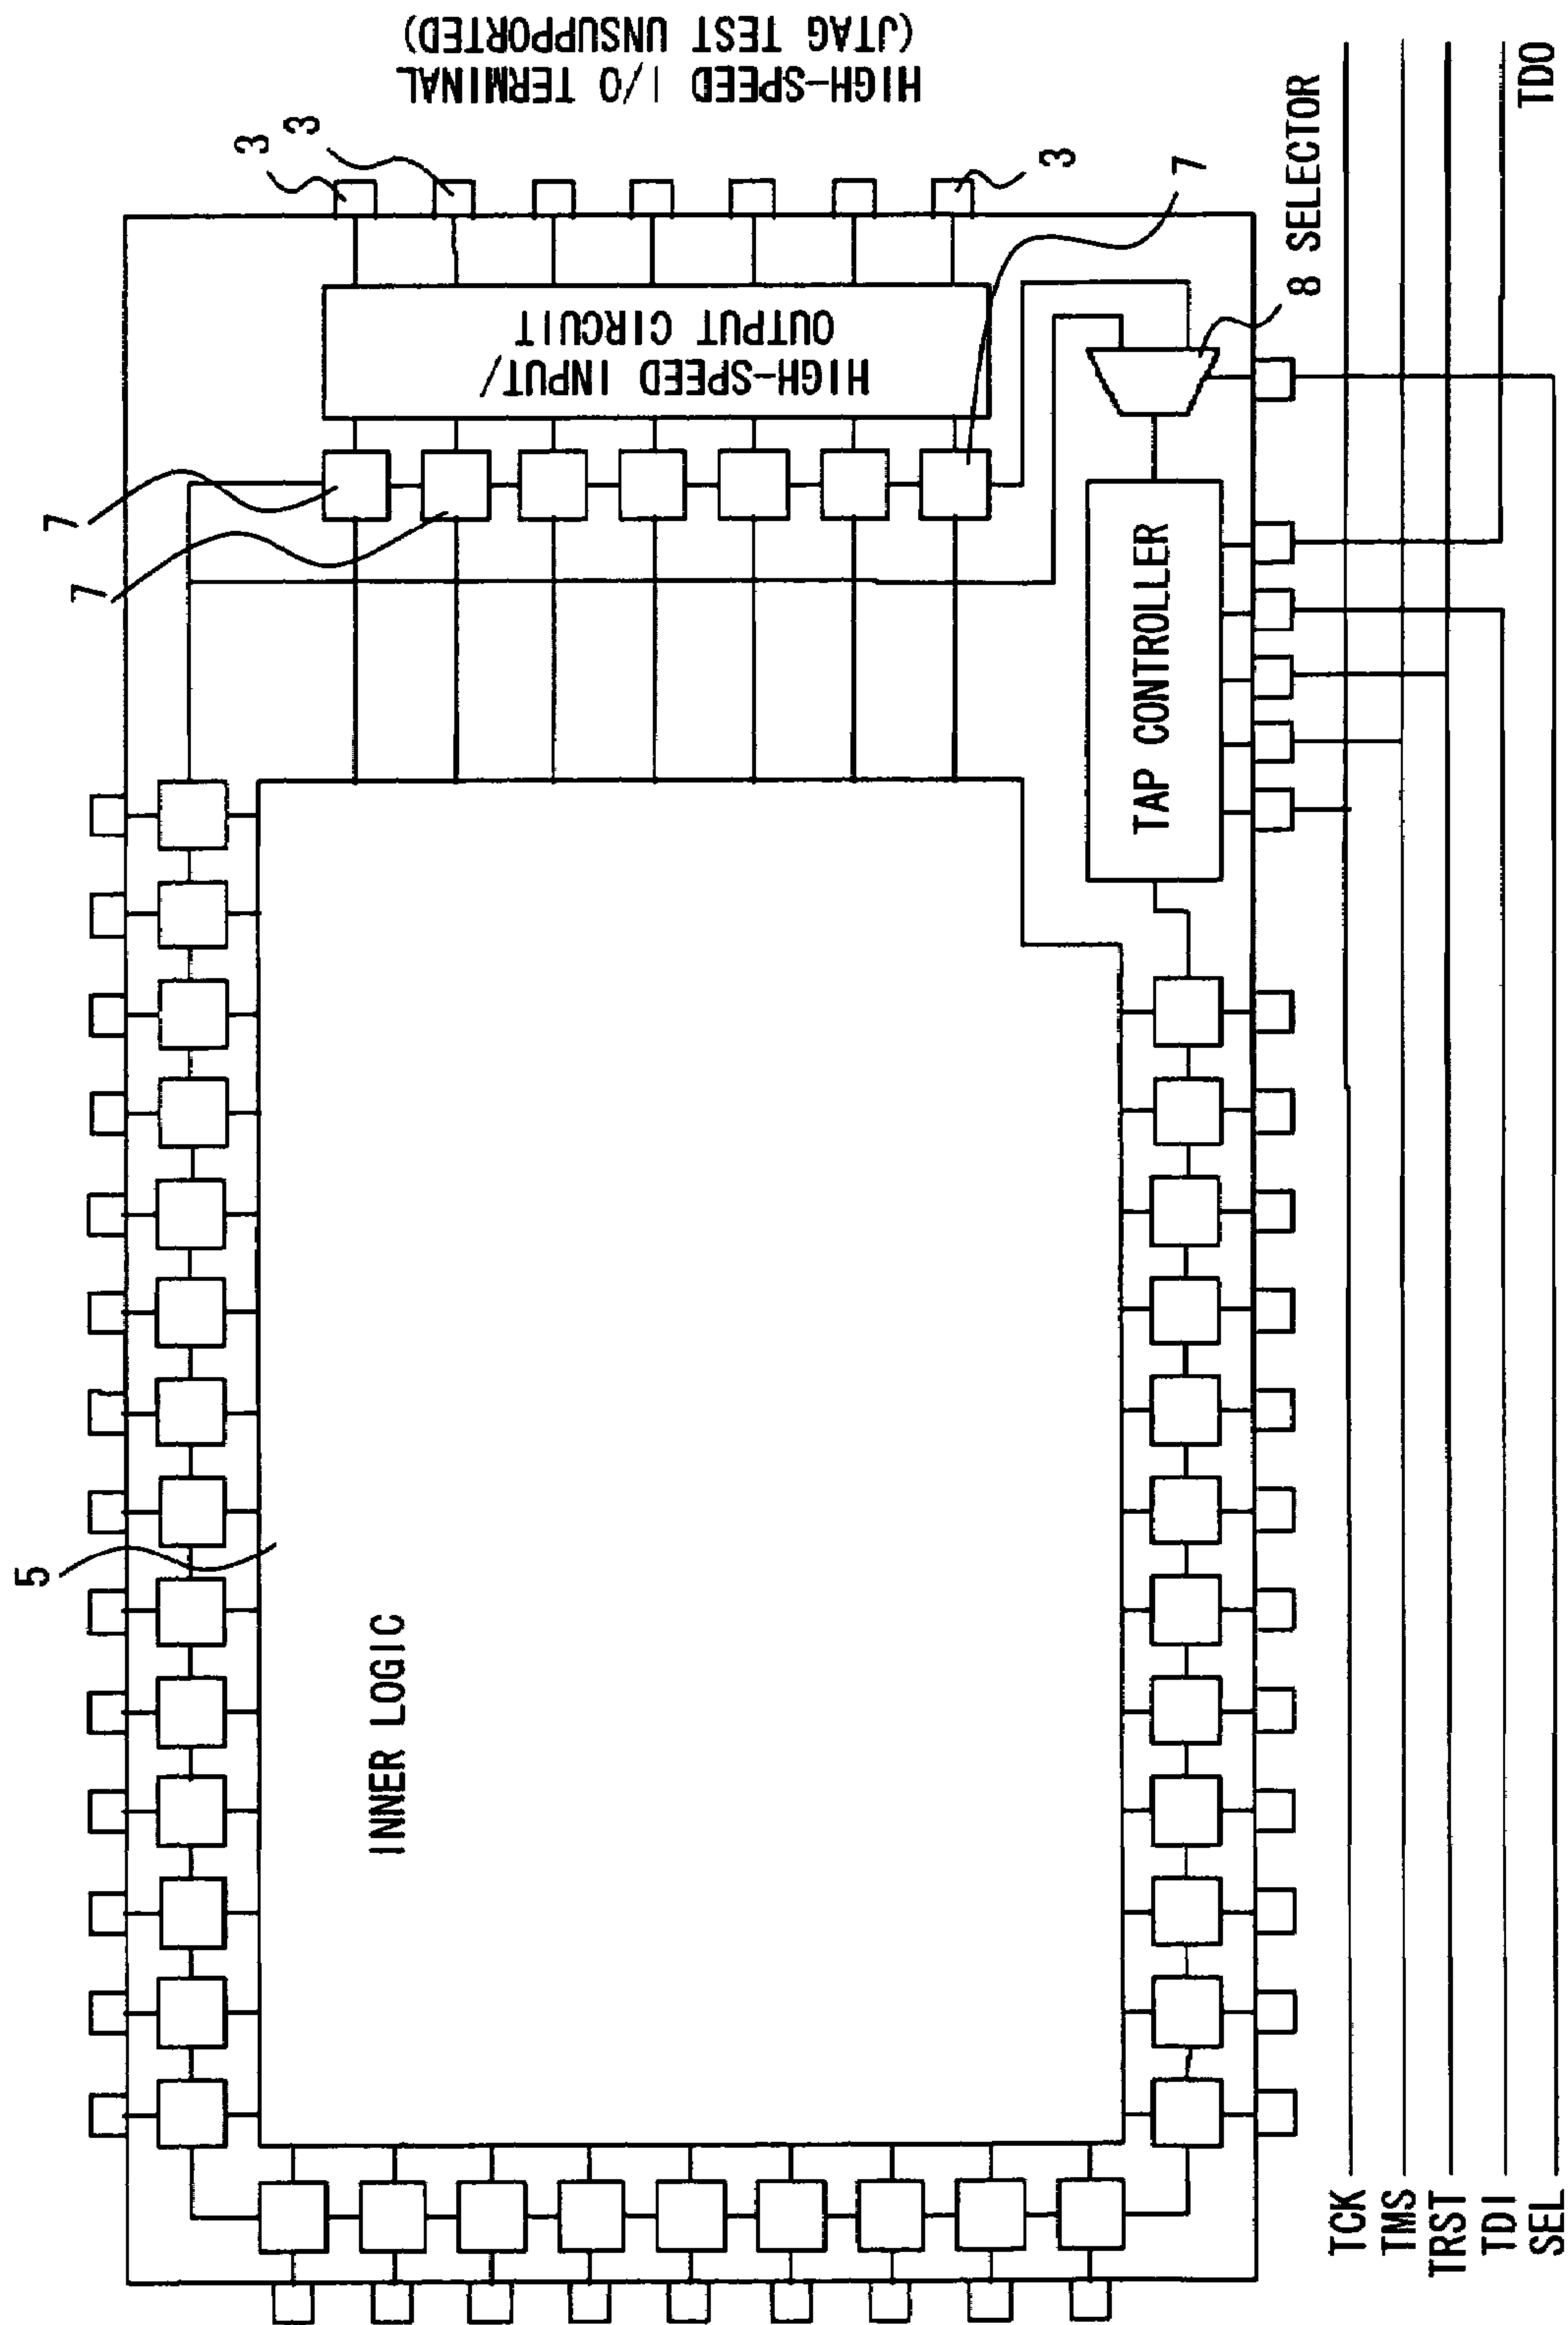 HIGH-SPEED I/O TERMINAL
(JTAG TEST UNSUPPORTED)
3
3
3
7
8 SELECTOR
TDO
HIGH-SPEED INPUT/
OUTPUT CIRCUIT
7
7
TAP CONTROLLER
5
INNER LOGIC
TCK
TMS
TRST
TDI
SEL